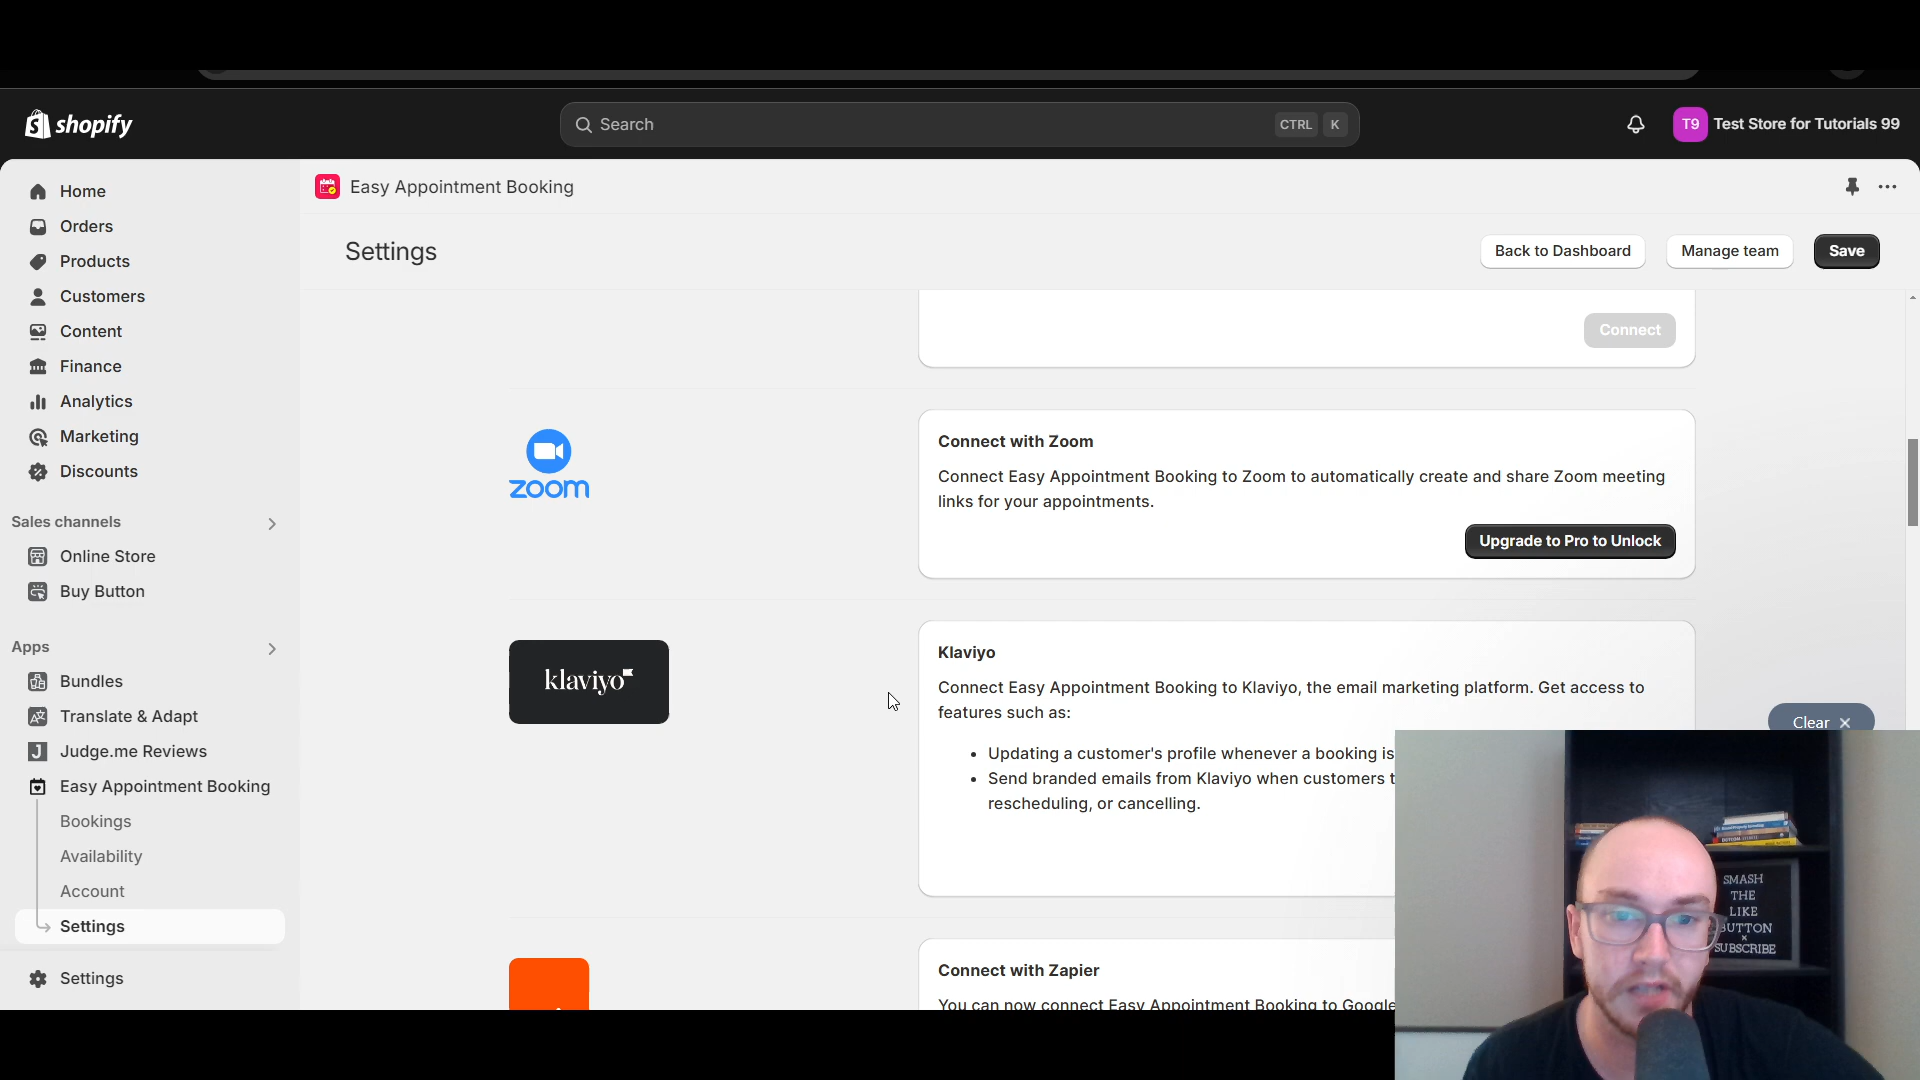 shopify
Search
CTRL K
T9
Test Store for Tutorials 99
Home
Orders
Products
Customers
Content
Finance
Analytics
Marketing
Discounts
Sales channels
Online Store
Buy Button
Apps
Bundles
Translate & Adapt
Judge.me Reviews
Easy Appointment Booking
Bookings
Availability
Account
Settings
Settings
Easy Appointment Booking
Settings
Back to Dashboard
Manage team
Save
Connect
zoom
Connect with Zoom
Connect Easy Appointment Booking to Zoom to automatically create and share Zoom meeting
links for your appointments.
Upgrade to Pro to Unlock
klaviyo
Klaviyo
Connect Easy Appointment Booking to Klaviyo, the email marketing platform. Get access to
features such as:
• Updating a customer's profile whenever a booking is
• Send branded emails from Klaviyo when customers
rescheduling, or cancelling.
Clear ×
Connect with Zapier
You can now connect Easy Appointment Booking to Google
SMASH
THE
LIKE
BUTTON
×
SUBSCRIBE